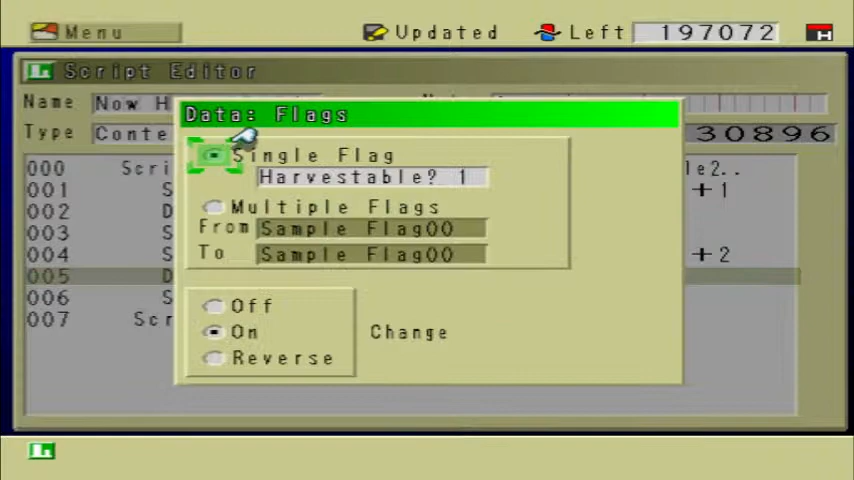 Menu Updated Left 197072
Script Editor
Name Now H
Type Conte 30896
Data: Flags
Single Flag
Harvestable? 1
Multiple Flags
From Sample Flag00
To Sample Flag00
Off
On Change
Reverse
000 Scri le2..
001 S +1
002 D
003 S
004 S +2
005 D
006 S
007 Scr